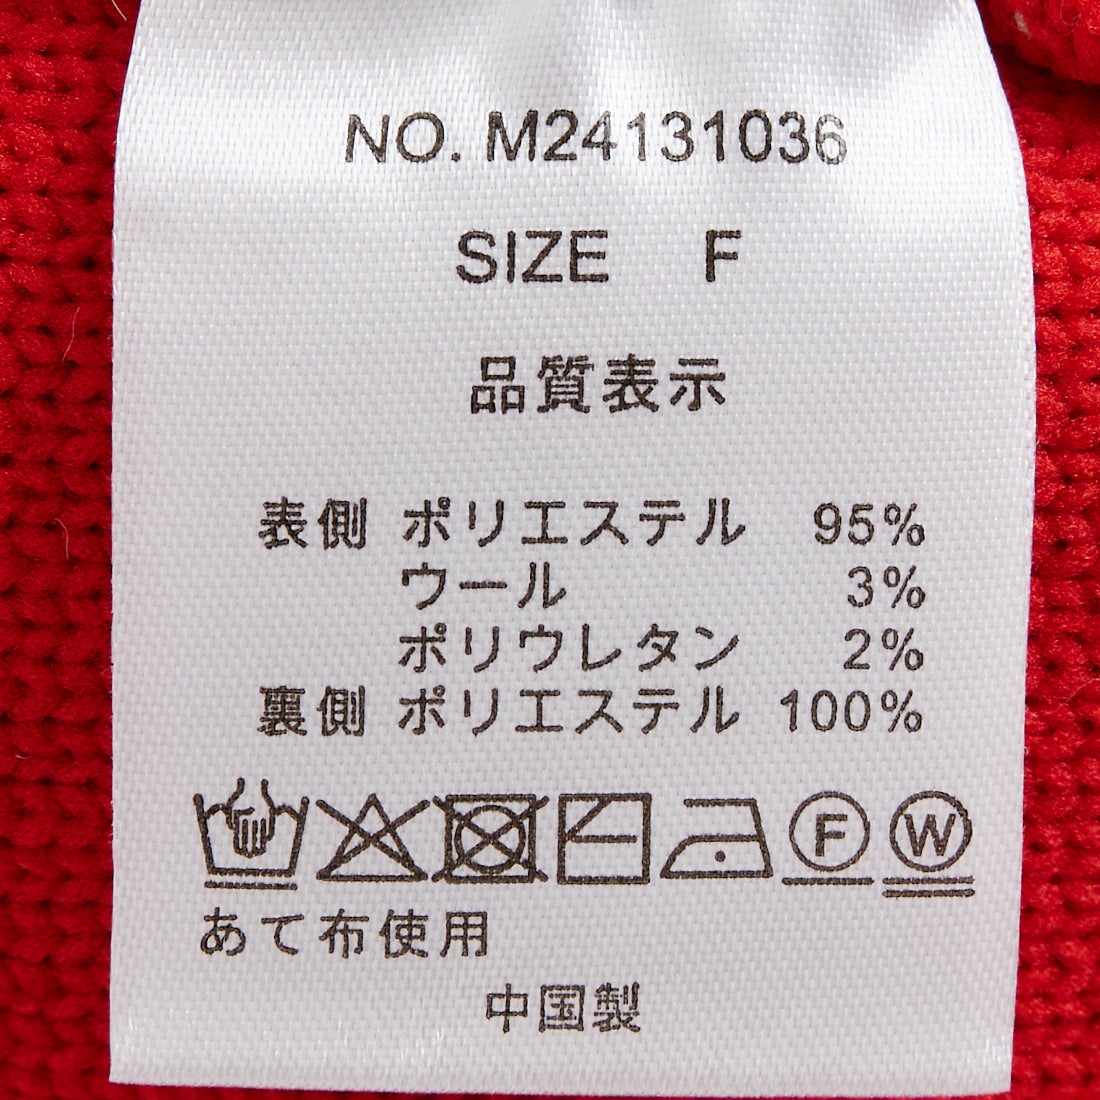 NO. M24131036
SIZE F
品質表示
表側 ポリエステル 95%
ウール 3%
ポリウレタン 2%
裏側 ポリエステル 100%
F W
あて布使用
中国製